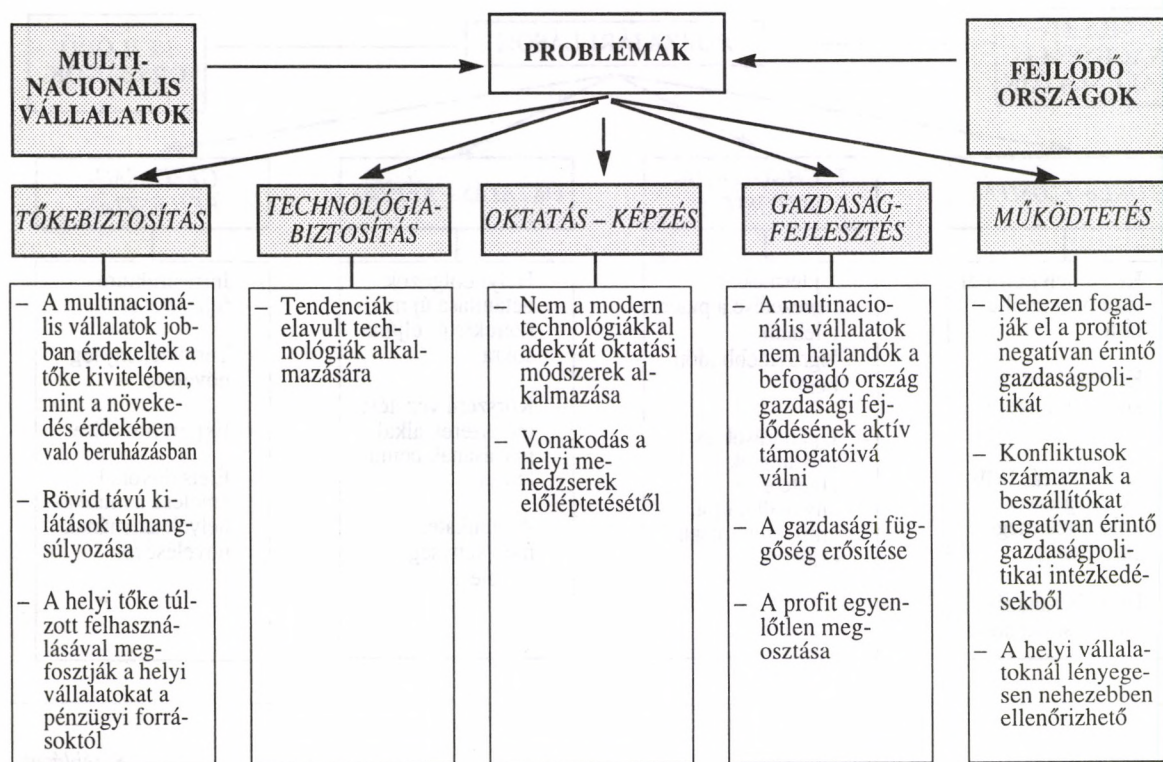 MULTI-
NACIONÁLIS
VÁLLALATOK
PROBLÉMÁK
FEJLŐDŐ
ORSZÁGOK
TŐKEBIZTOSÍTÁS
– A multinacioná-
lis vállalatok job-
ban érdekeltek a
tőke kivitelében,
mint a növeke-
dés érdekében
való beruházásban
– Rövid távú ki-
látások túlhang-
súlyozása
– A helyi tőke túl-
zott felhaszná-
lásával meg-
fosztják a helyi
vállalatokat a
pénzügyi forrá-
soktól
TECHNOLÓGIA-
BIZTOSÍTÁS
– Tendenciák
elavult tech-
nológiák alkal-
mazására
OKTATÁS – KÉPZÉS
– Nem a modern
technológiákkal
adekvát oktatási
módszerek al-
kalmazása
– Vonakodás a
helyi me-
nedzserek
előléptetésétől
GAZDASÁG-
FEJLESZTÉS
– A multinacio-
nális vállalatok
nem hajlandók a
befogadó ország
gazdasági fej-
lődésének aktív
támogatóivá
válni
– A gazdasági füg-
gőség erősítése
– A profit egyen-
lőtlen meg-
osztása
MŰKÖDTETÉS
– Nehezen fogad-
ják el a profitot
negatívan érintő
gazdaságpoli-
tikát
– Konfliktusok
származnak a
beszállítókat
negatívan érintő
gazdaságpoli-
tikai intézkedé-
sekből
– A helyi vállala-
toknál lényege-
sen nehezebben
ellenőrizhető